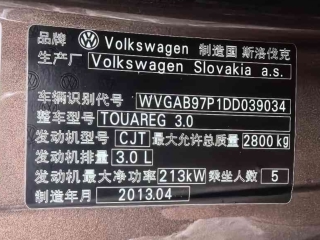 品牌 Volkswagen 制造国 斯洛伐克
生产厂 Volkswagen Slovakia a.s.
车辆识别代号 WVGAB97P1DD039034
整车型号 TOUAREG 3.0
发动机型号 CJT 最大允许总质量 2800kg
发动机排量 3.0 L
发动机最大净功率 213kW 乘坐人数 5
制造年月 2013.04